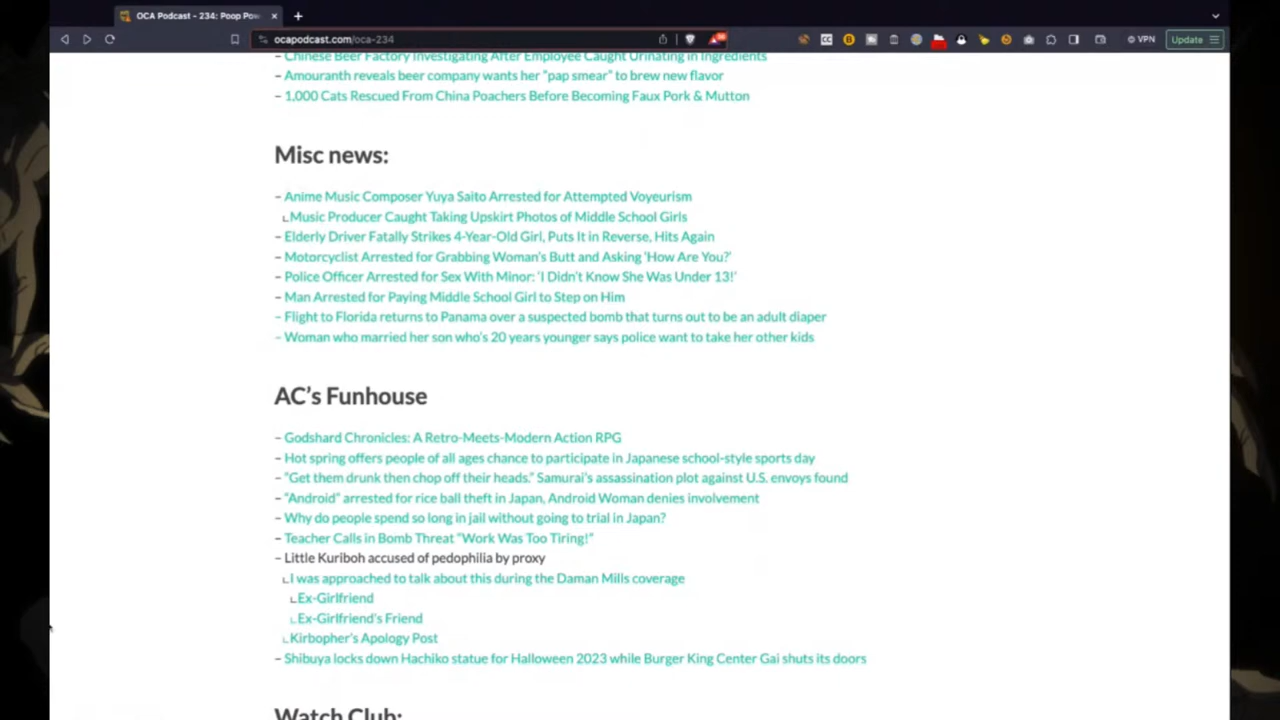 OCA Podcast – 234: Poop Pow
ocapodcast.com/oca-234
VPN
Update
– Chinese Beer Factory Investigating After Employee Caught Urinating in Ingredients
– Amouranth reveals beer company wants her "pap smear" to brew new flavor
– 1,000 Cats Rescued From China Poachers Before Becoming Faux Pork & Mutton
Misc news:
– Anime Music Composer Yuya Saito Arrested for Attempted Voyeurism
Music Producer Caught Taking Upskirt Photos of Middle School Girls
– Elderly Driver Fatally Strikes 4-Year-Old Girl, Puts It in Reverse, Hits Again
– Motorcyclist Arrested for Grabbing Woman's Butt and Asking 'How Are You?'
– Police Officer Arrested for Sex With Minor: 'I Didn't Know She Was Under 13!'
– Man Arrested for Paying Middle School Girl to Step on Him
– Flight to Florida returns to Panama over a suspected bomb that turns out to be an adult diaper
– Woman who married her son who's 20 years younger says police want to take her other kids
AC's Funhouse
– Godshard Chronicles: A Retro-Meets-Modern Action RPG
– Hot spring offers people of all ages chance to participate in Japanese school-style sports day
– "Get them drunk then chop off their heads." Samurai's assassination plot against U.S. envoys found
– "Android" arrested for rice ball theft in Japan, Android Woman denies involvement
– Why do people spend so long in jail without going to trial in Japan?
– Teacher Calls in Bomb Threat "Work Was Too Tiring!"
– Little Kuriboh accused of pedophilia by proxy
I was approached to talk about this during the Daman Mills coverage
Ex-Girlfriend
Ex-Girlfriend's Friend
Kirbopher's Apology Post
– Shibuya locks down Hachiko statue for Halloween 2023 while Burger King Center Gai shuts its doors
Watch Club: